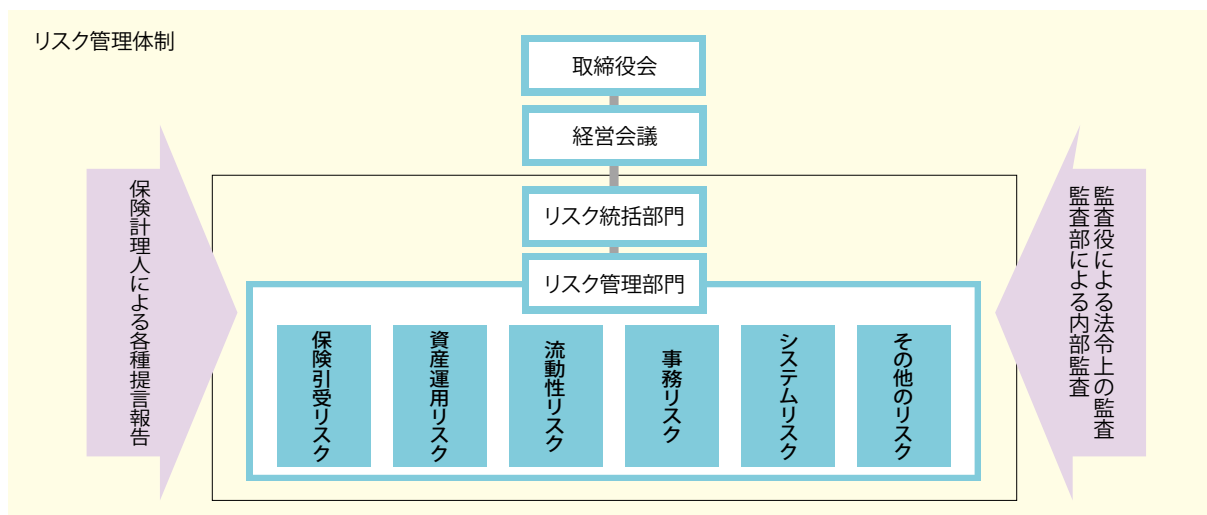 リスク管理体制
取締役会
経営会議
リスク統括部門
リスク管理部門
保険計理人による各種提言報告
保険引受リスク
資産運用リスク
流動性リスク
事務リスク
システムリスク
その他のリスク
監査役による法令上の監査
監査部による内部監査